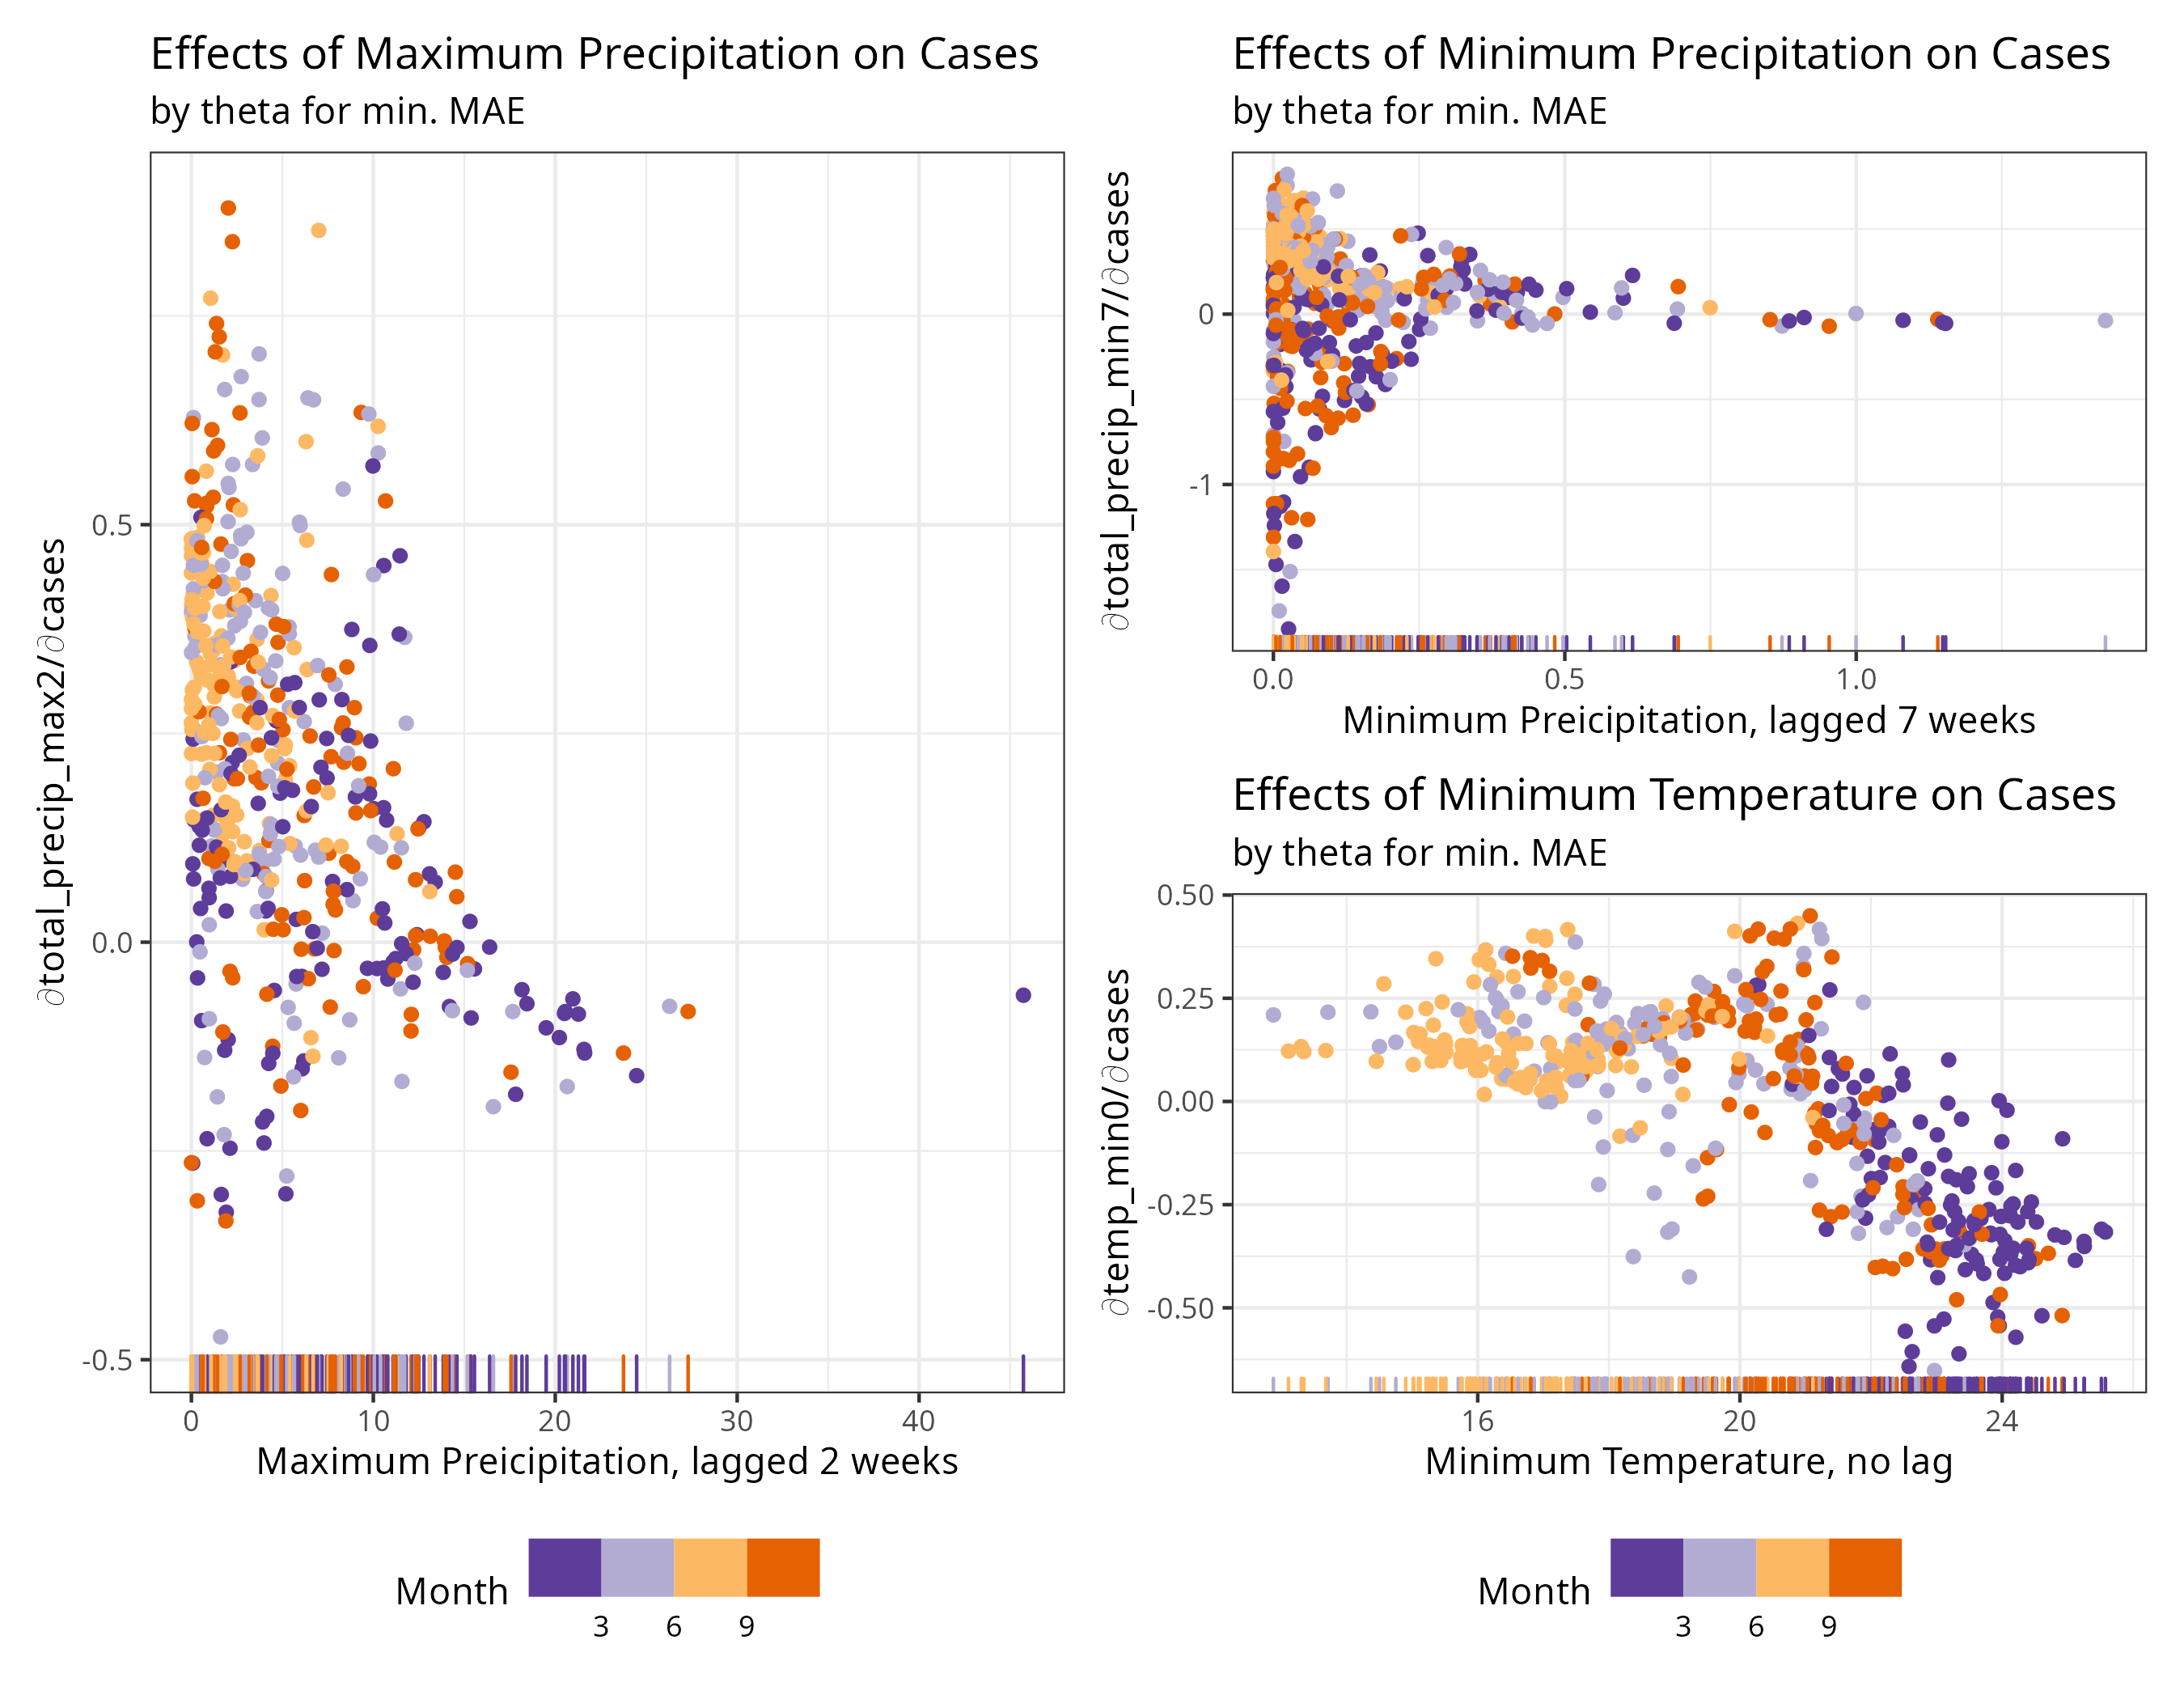 Effects of Maximum Precipitation on Cases
by theta for min. MAE
∂total_precip_max2/∂cases
0.5
0.0
-0.5
0 10 20 30 40
Maximum Preicipitation, lagged 2 weeks
Month
3 6 9
Effects of Minimum Precipitation on Cases
by theta for min. MAE
∂total_precip_min7/∂cases
0
-1
0.0 0.5 1.0
Minimum Preicipitation, lagged 7 weeks
Effects of Minimum Temperature on Cases
by theta for min. MAE
∂temp_min0/∂cases
0.50
0.25
0.00
-0.25
-0.50
16 20 24
Minimum Temperature, no lag
Month
3 6 9